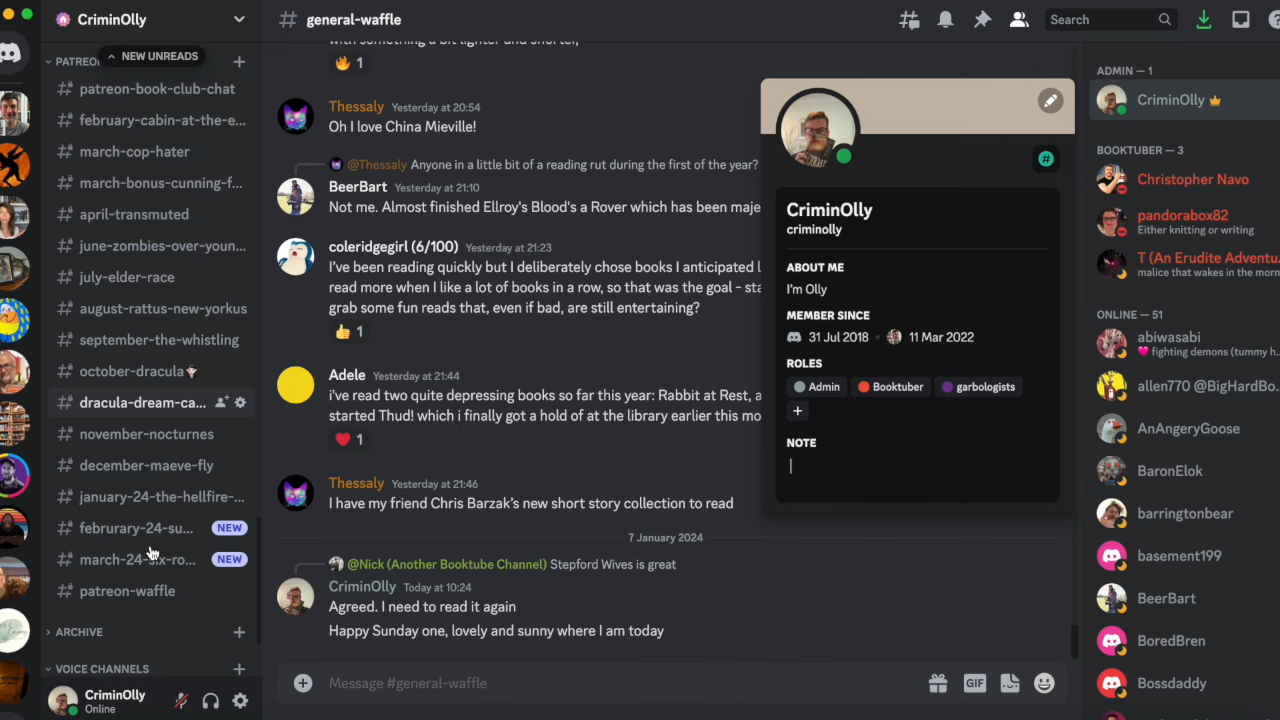 CriminOlly
NEW UNREADS
PATREO
patreon-book-club-chat
february-cabin-at-the-e...
march-cop-hater
march-bonus-cunning-f...
april-transmuted
june-zombies-over-youn...
july-elder-race
august-rattus-new-yorkus
september-the-whistling
october-dracula
dracula-dream-ca...
november-nocturnes
december-maeve-fly
january-24-the-hellfire-...
februrary-24-su... NEW
march-24-six-ro... NEW
patreon-waffle
ARCHIVE
VOICE CHANNELS
CriminOlly
Online
# general-waffle
Search
with something a bit lighter and shorter,
🔥 1
Thessaly Yesterday at 20:54
Oh I love China Mieville!
@Thessaly Anyone in a little bit of a reading rut during the first of the year?
BeerBart Yesterday at 21:10
Not me. Almost finished Ellroy's Blood's a Rover which has been maje
coleridgegirl (6/100) Yesterday at 21:23
I've been reading quickly but I deliberately chose books I anticipated l
read more when I like a lot of books in a row, so that was the goal - sta
grab some fun reads that, even if bad, are still entertaining?
👍 1
Adele Yesterday at 21:44
i've read two quite depressing books so far this year: Rabbit at Rest, a
started Thud! which i finally got a hold of at the library earlier this mo
❤️ 1
Thessaly Yesterday at 21:46
I have my friend Chris Barzak's new short story collection to read
7 January 2024
@Nick (Another Booktube Channel) Stepford Wives is great
CriminOlly Today at 10:24
Agreed. I need to read it again
Happy Sunday one, lovely and sunny where I am today
Message #general-waffle
GIF
CriminOlly
criminolly
ABOUT ME
I'm Olly
MEMBER SINCE
31 Jul 2018 • 11 Mar 2022
ROLES
Admin Booktuber garbologists
+
NOTE
ADMIN — 1
CriminOlly
BOOKTUBER — 3
Christopher Navo
pandorabox82
Either knitting or writing
T (An Erudite Adventu...
malice that wakes in the morn
ONLINE — 51
abiwasabi
fighting demons (tummy h...
allen770 @BigHardBo...
AnAngeryGoose
BaronElok
barringtonbear
basement199
BeerBart
BoredBren
Bossdaddy